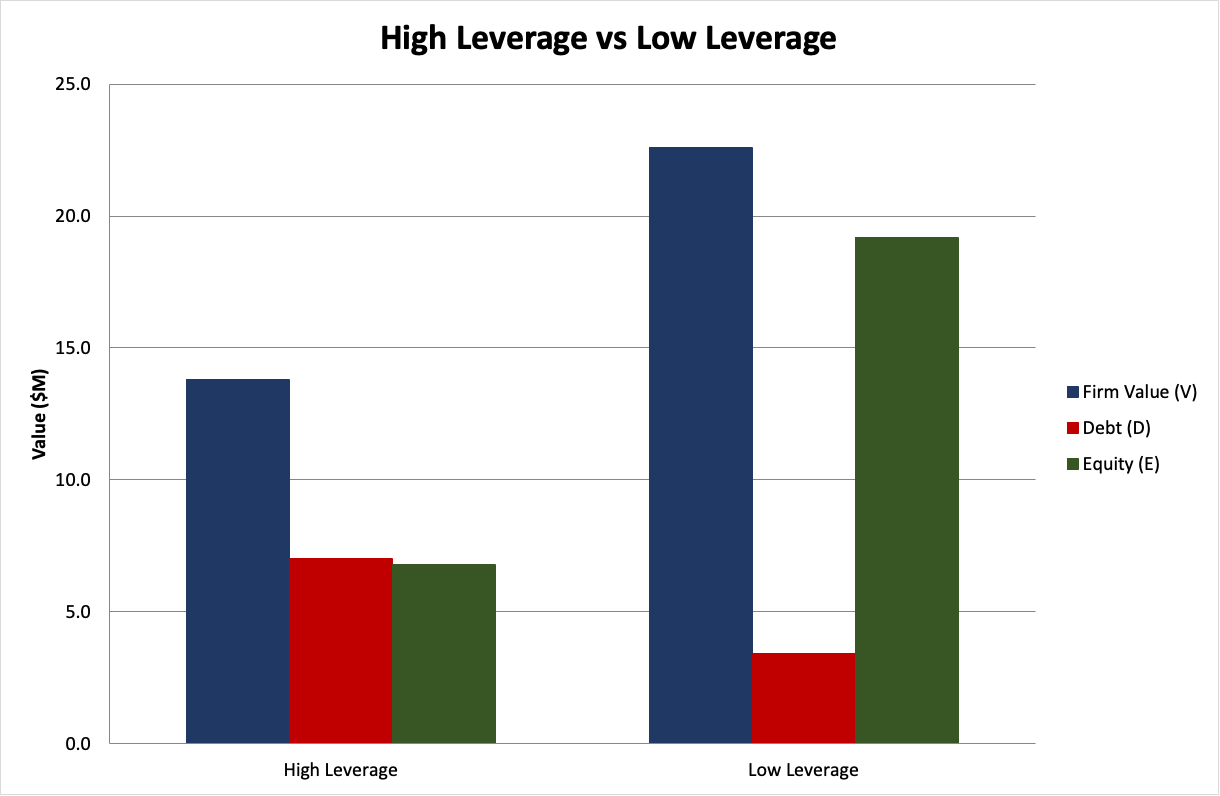 High Leverage vs Low Leverage
25.0
20.0
15.0
10.0
5.0
0.0
Value ($M)
High Leverage
Low Leverage
Firm Value (V)
Debt (D)
Equity (E)